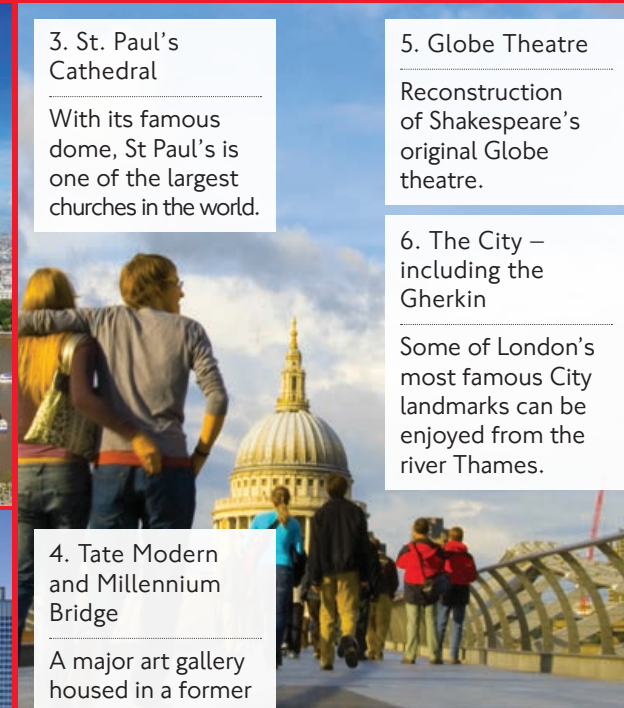 3. St. Paul's
Cathedral
With its famous
dome, St Paul's is
one of the largest
churches in the world.
4. Tate Modern
and Millennium
Bridge
A major art gallery
housed in a former
5. Globe Theatre
Reconstruction
of Shakespeare's
original Globe
theatre.
6. The City –
including the
Gherkin
Some of London's
most famous City
landmarks can be
enjoyed from the
river Thames.